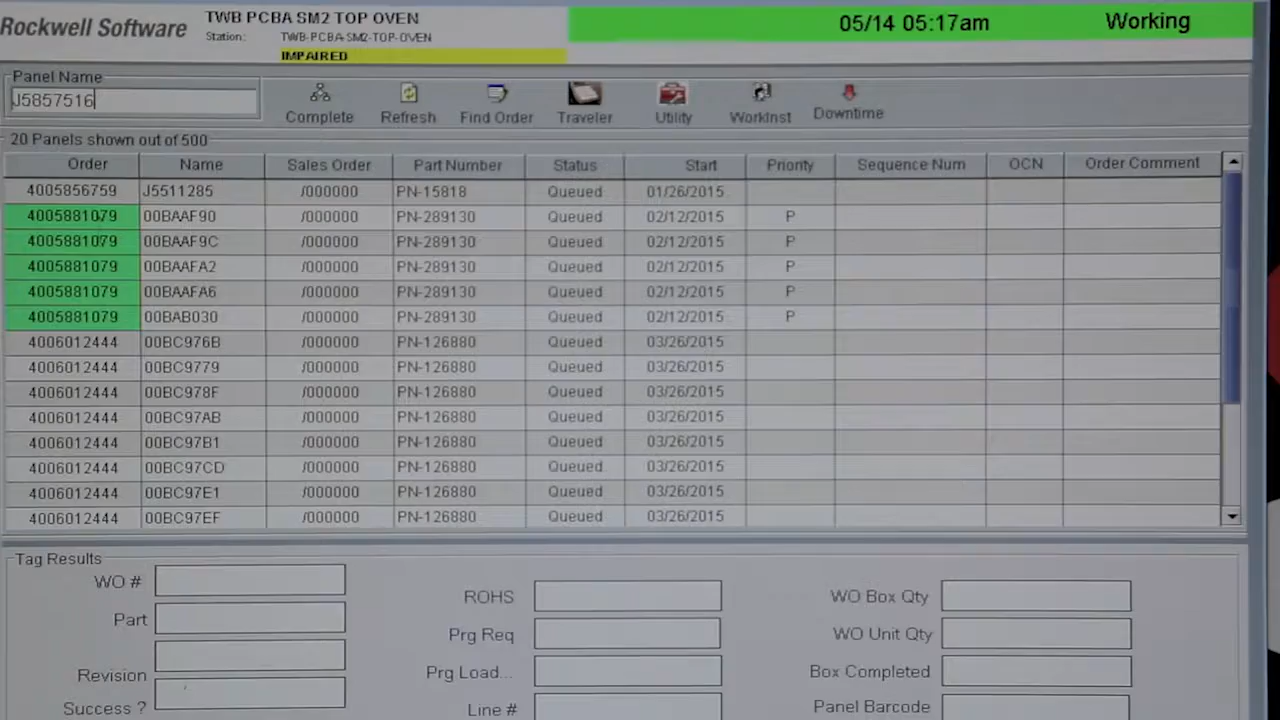 Rockwell Software
TWB PCBA SM2 TOP OVEN
Station: TWB-PCBA-SM2-TOP-OVEN
IMPAIRED
05/14 05:17am
Working
Panel Name
J5857516
Complete
Refresh
Find Order
Traveler
Utility
WorkInst
Downtime
20 Panels shown out of 500
Order Name Sales Order Part Number Status Start Priority Sequence Num OCN Order Comment
4005856759 J5511285 /000000 PN-15818 Queued 01/26/2015
4005881079 00BAAF90 /000000 PN-289130 Queued 02/12/2015 P
4005881079 00BAAF9C /000000 PN-289130 Queued 02/12/2015 P
4005881079 00BAAFA2 /000000 PN-289130 Queued 02/12/2015 P
4005881079 00BAAFA6 /000000 PN-289130 Queued 02/12/2015 P
4005881079 00BAB030 /000000 PN-289130 Queued 02/12/2015 P
4006012444 00BC976B /000000 PN-126880 Queued 03/26/2015
4006012444 00BC9779 /000000 PN-126880 Queued 03/26/2015
4006012444 00BC978F /000000 PN-126880 Queued 03/26/2015
4006012444 00BC97AB /000000 PN-126880 Queued 03/26/2015
4006012444 00BC97B1 /000000 PN-126880 Queued 03/26/2015
4006012444 00BC97CD /000000 PN-126880 Queued 03/26/2015
4006012444 00BC97E1 /000000 PN-126880 Queued 03/26/2015
4006012444 00BC97EF /000000 PN-126880 Queued 03/26/2015
Tag Results
WO #
Part
Revision
Success ?
ROHS
Prg Req
Prg Load...
Line #
WO Box Qty
WO Unit Qty
Box Completed
Panel Barcode